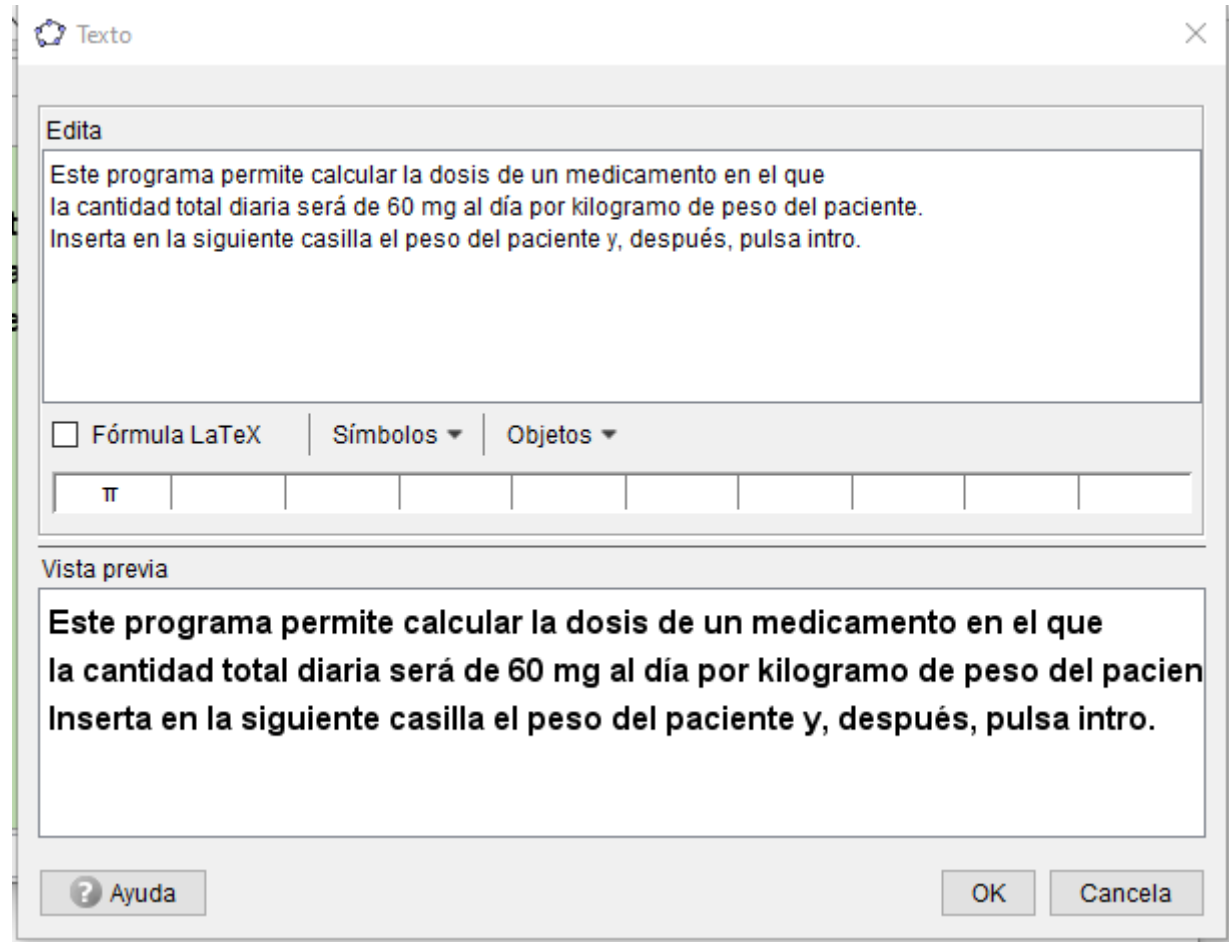 Texto
Edita
Este programa permite calcular la dosis de un medicamento en el que
la cantidad total diaria será de 60 mg al día por kilogramo de peso del paciente.
Inserta en la siguiente casilla el peso del paciente y, después, pulsa intro.
Fórmula LaTeX Símbolos Objetos
π
Vista previa
Este programa permite calcular la dosis de un medicamento en el que
la cantidad total diaria será de 60 mg al día por kilogramo de peso del pacien
Inserta en la siguiente casilla el peso del paciente y, después, pulsa intro.
? Ayuda OK Cancela